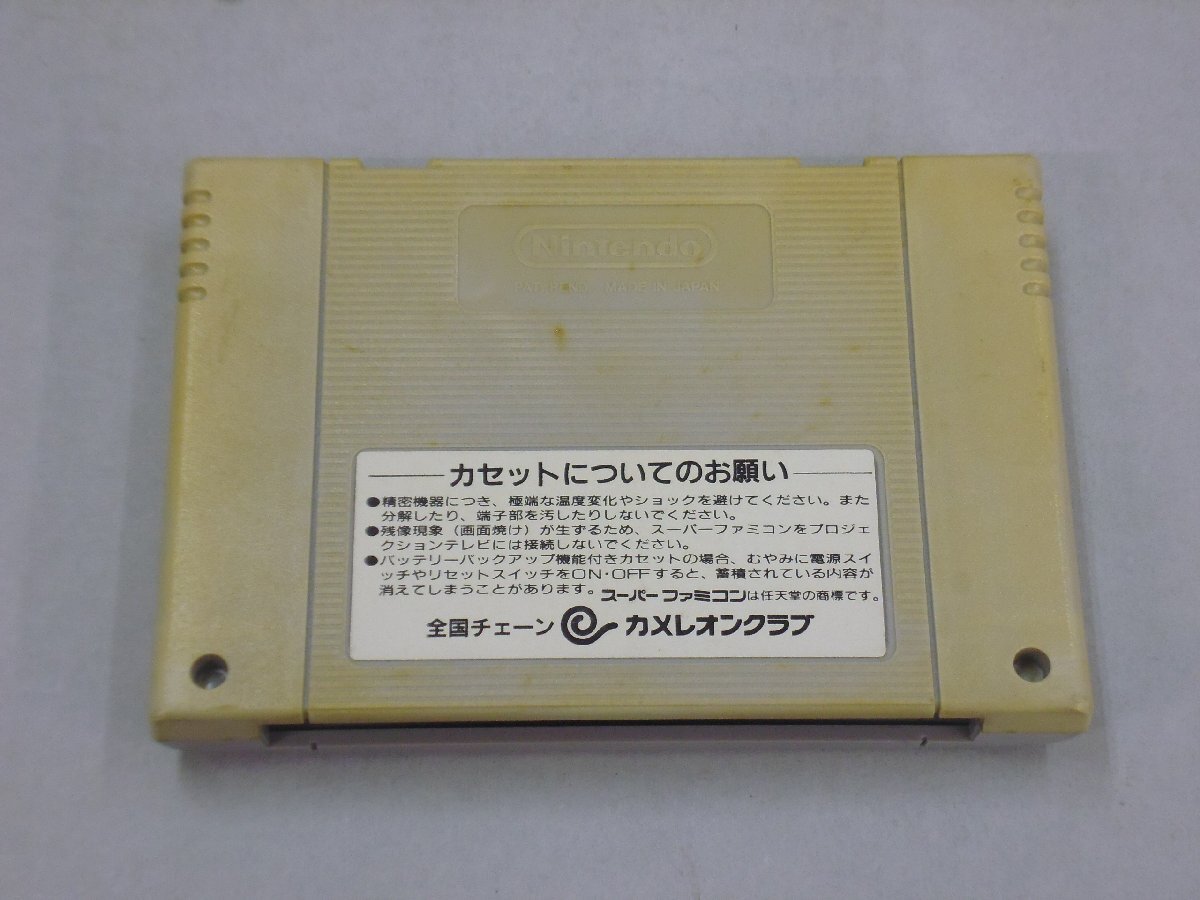 Nintendo
PAT. PEND. MADE IN JAPAN
カセットについてのお願い
●精密機器につき、極端な温度変化やショックを避けてください。また
分解したり、端子部を汚したりしないでください。
●残像現象（画面焼け）が生ずるため、スーパーファミコンをプロジェ
クションテレビには接続しないでください。
●バッテリーバックアップ機能付きカセットの場合、むやみに電源スイ
ッチやリセットスイッチをON・OFFすると、蓄積されている内容が
消えてしまうことがあります。スーパーファミコンは任天堂の商標です。
全国チェーン カメレオンクラブ